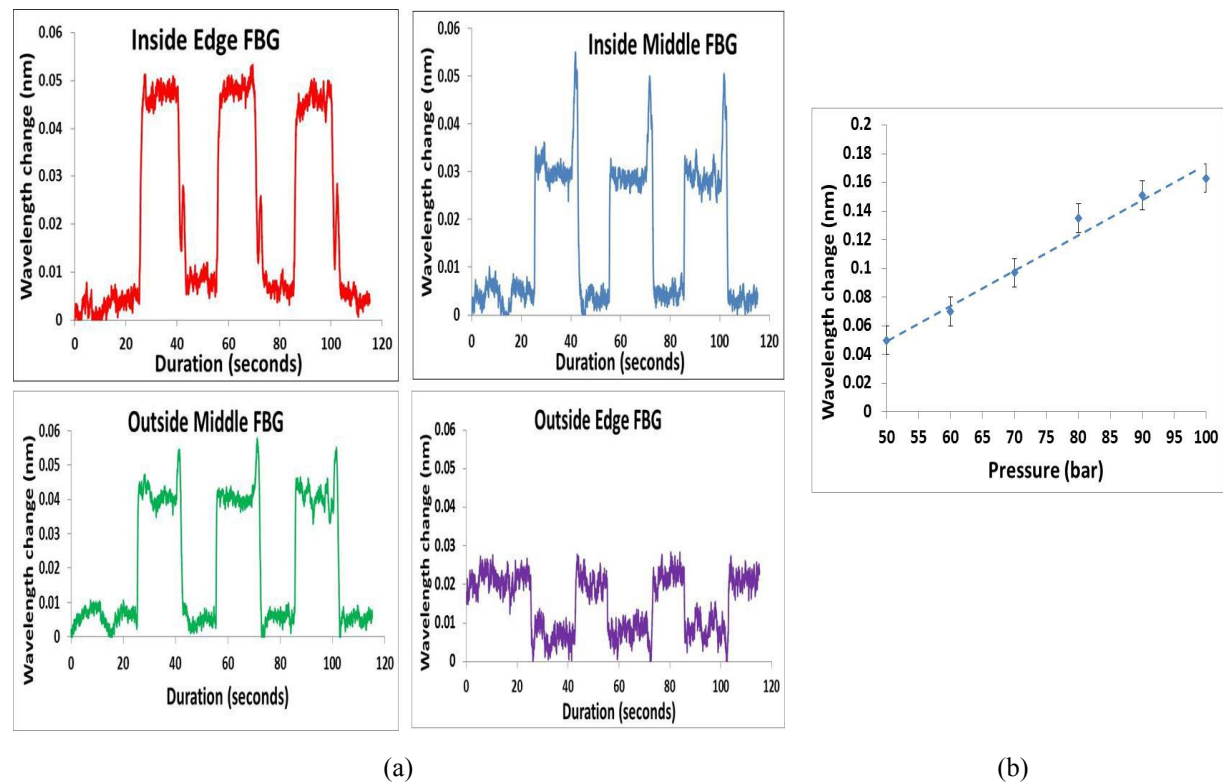 Inside Edge FBG
Wavelength change (nm)
0.06
0.05
0.04
0.03
0.02
0.01
0
0 20 40 60 80 100 120
Duration (seconds)
Inside Middle FBG
Wavelength change (nm)
0.06
0.05
0.04
0.03
0.02
0.01
0
0 20 40 60 80 100 120
Duration (seconds)
Outside Middle FBG
Wavelength change (nm)
0.06
0.05
0.04
0.03
0.02
0.01
0
0 20 40 60 80 100 120
Duration (seconds)
Outside Edge FBG
Wavelength change (nm)
0.06
0.05
0.04
0.03
0.02
0.01
0
0 20 40 60 80 100 120
Duration (seconds)
(a)
Wavelength change (nm)
0.2
0.18
0.16
0.14
0.12
0.1
0.08
0.06
0.04
0.02
0
50 55 60 65 70 75 80 85 90 95 100
Pressure (bar)
(b)